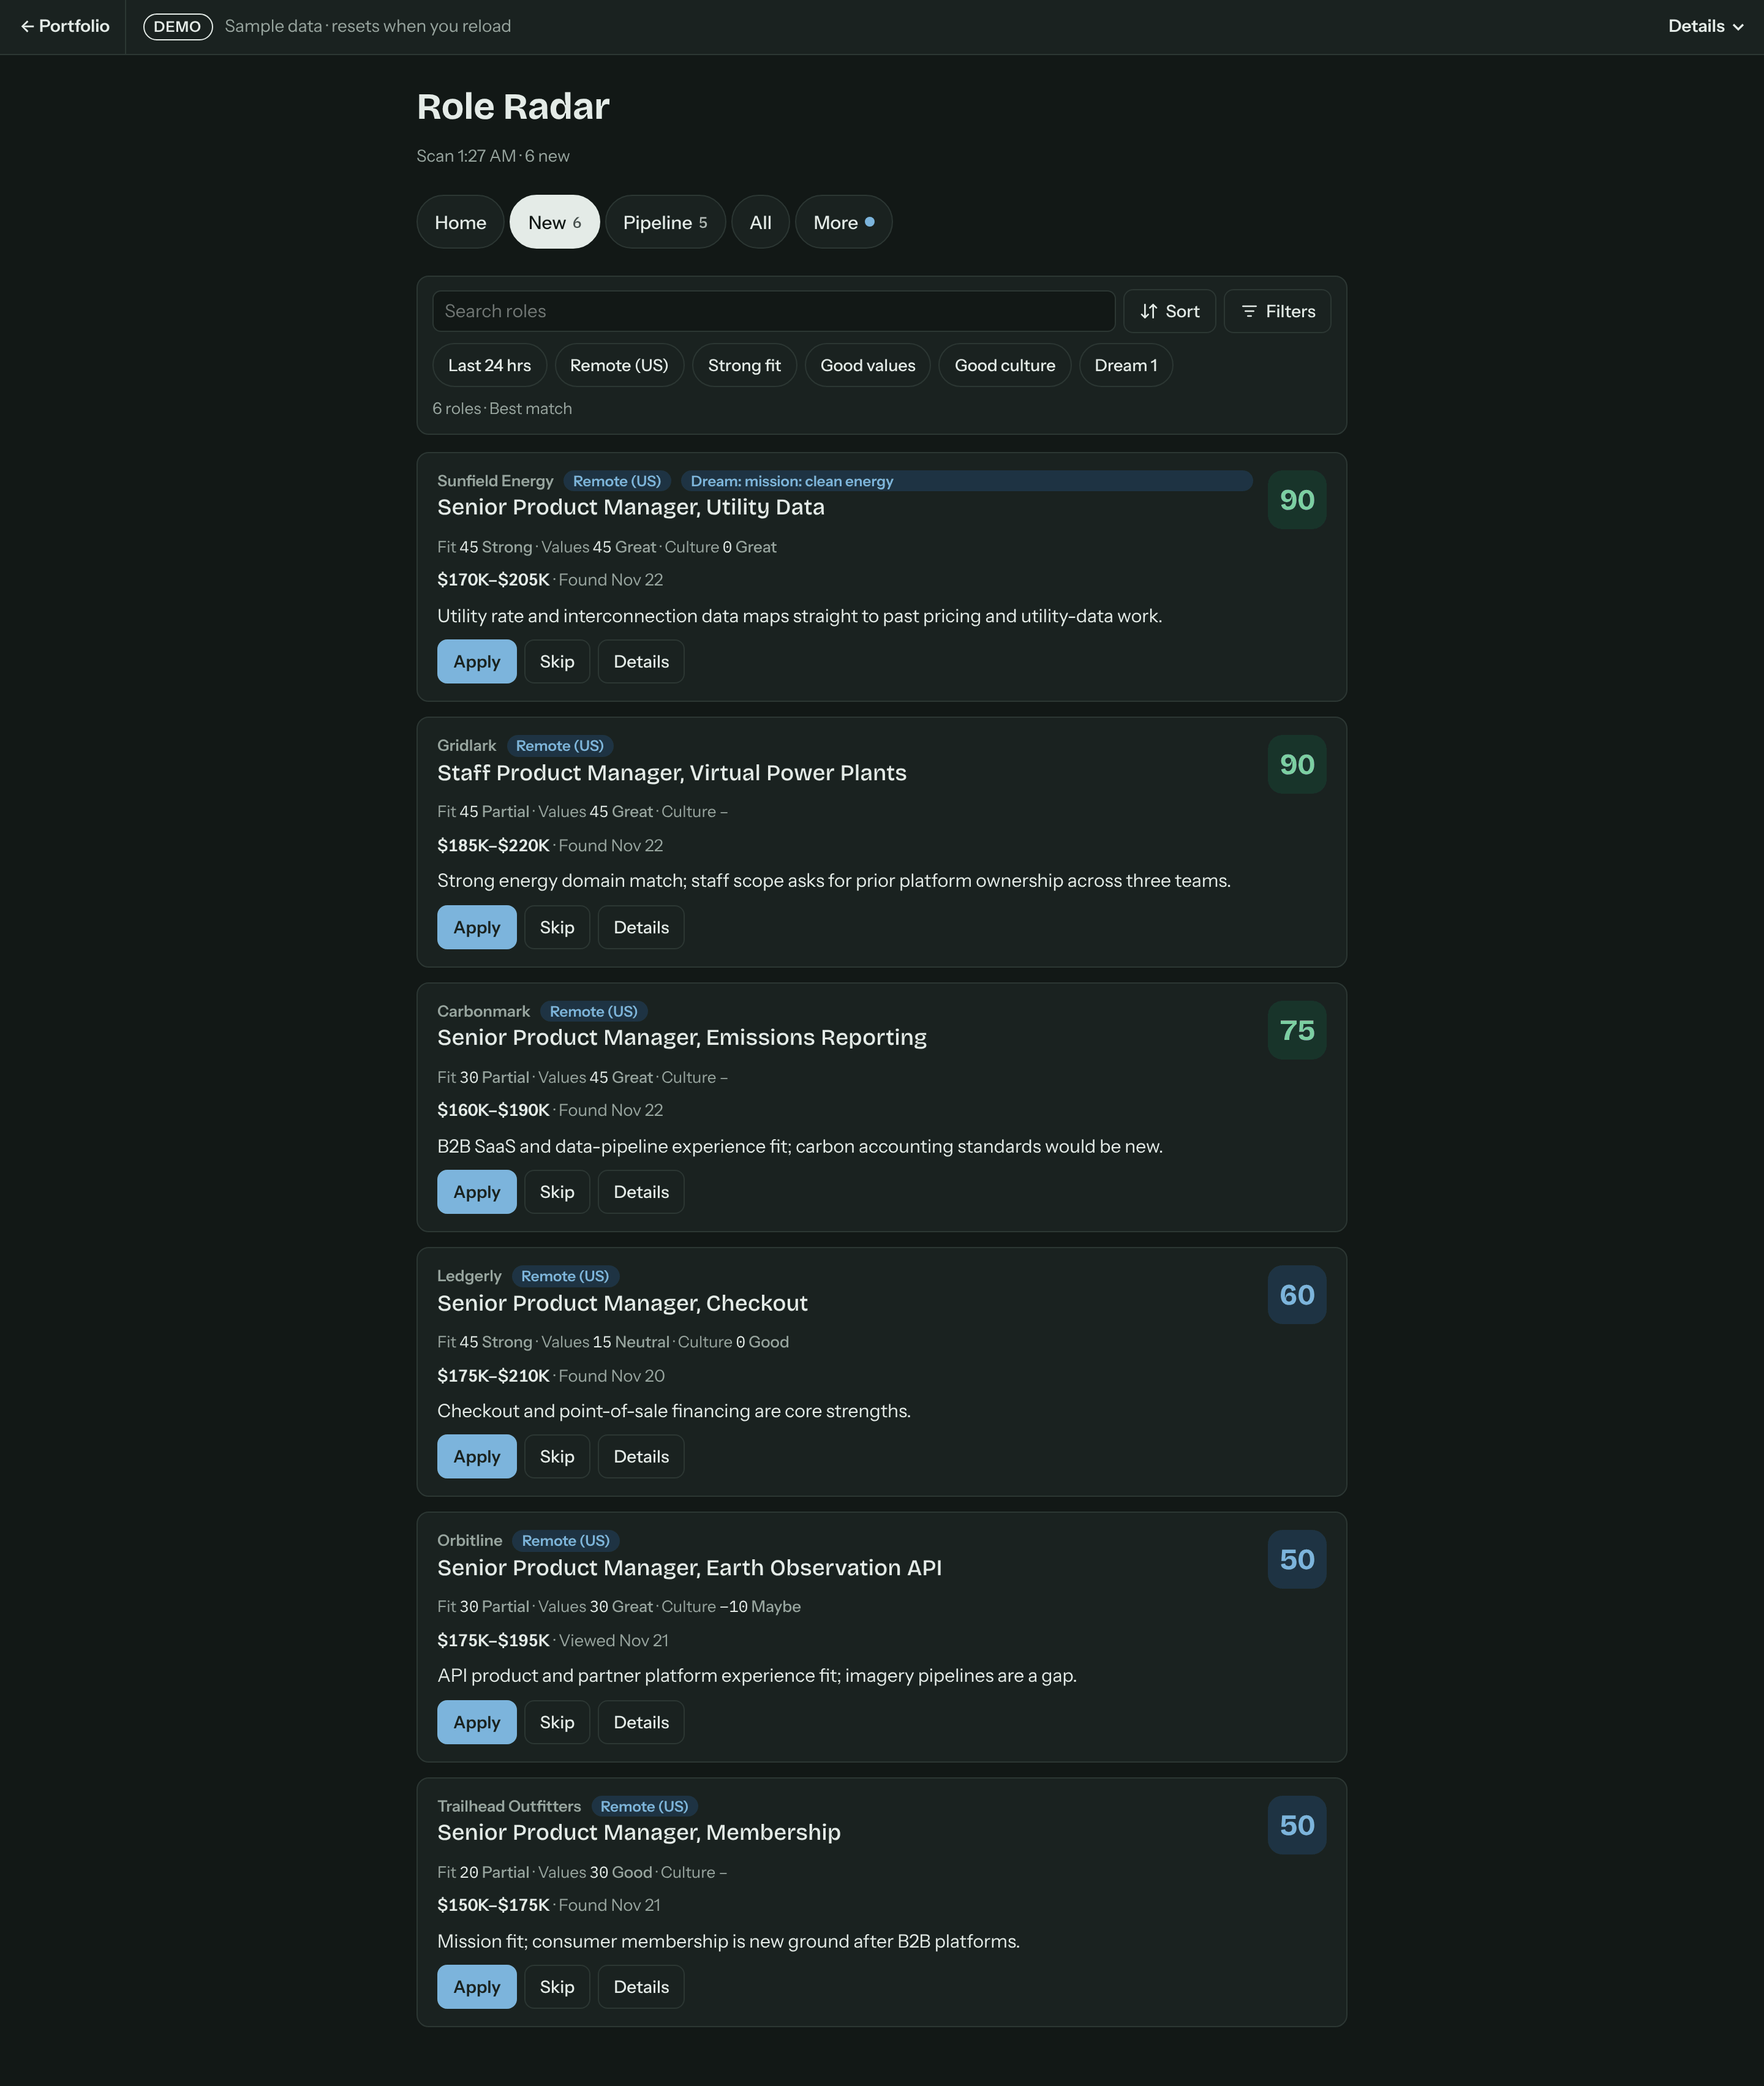 ← Portfolio DEMO Sample data · resets when you reload Details
Role Radar
Scan 1:27 AM · 6 new
Home New 6 Pipeline 5 All More
Search roles Sort Filters
Last 24 hrs Remote (US) Strong fit Good values Good culture Dream 1
6 roles · Best match
Sunfield Energy Remote (US) Dream: mission: clean energy
90
Senior Product Manager, Utility Data
Fit 45 Strong · Values 45 Great · Culture 0 Great
$170K–$205K · Found Nov 22
Utility rate and interconnection data maps straight to past pricing and utility-data work.
Apply Skip Details
Gridlark Remote (US)
90
Staff Product Manager, Virtual Power Plants
Fit 45 Partial · Values 45 Great · Culture –
$185K–$220K · Found Nov 22
Strong energy domain match; staff scope asks for prior platform ownership across three teams.
Apply Skip Details
Carbonmark Remote (US)
75
Senior Product Manager, Emissions Reporting
Fit 30 Partial · Values 45 Great · Culture –
$160K–$190K · Found Nov 22
B2B SaaS and data-pipeline experience fit; carbon accounting standards would be new.
Apply Skip Details
Ledgerly Remote (US)
60
Senior Product Manager, Checkout
Fit 45 Strong · Values 15 Neutral · Culture 0 Good
$175K–$210K · Found Nov 20
Checkout and point-of-sale financing are core strengths.
Apply Skip Details
Orbitline Remote (US)
50
Senior Product Manager, Earth Observation API
Fit 30 Partial · Values 30 Great · Culture −10 Maybe
$175K–$195K · Viewed Nov 21
API product and partner platform experience fit; imagery pipelines are a gap.
Apply Skip Details
Trailhead Outfitters Remote (US)
50
Senior Product Manager, Membership
Fit 20 Partial · Values 30 Good · Culture –
$150K–$175K · Found Nov 21
Mission fit; consumer membership is new ground after B2B platforms.
Apply Skip Details